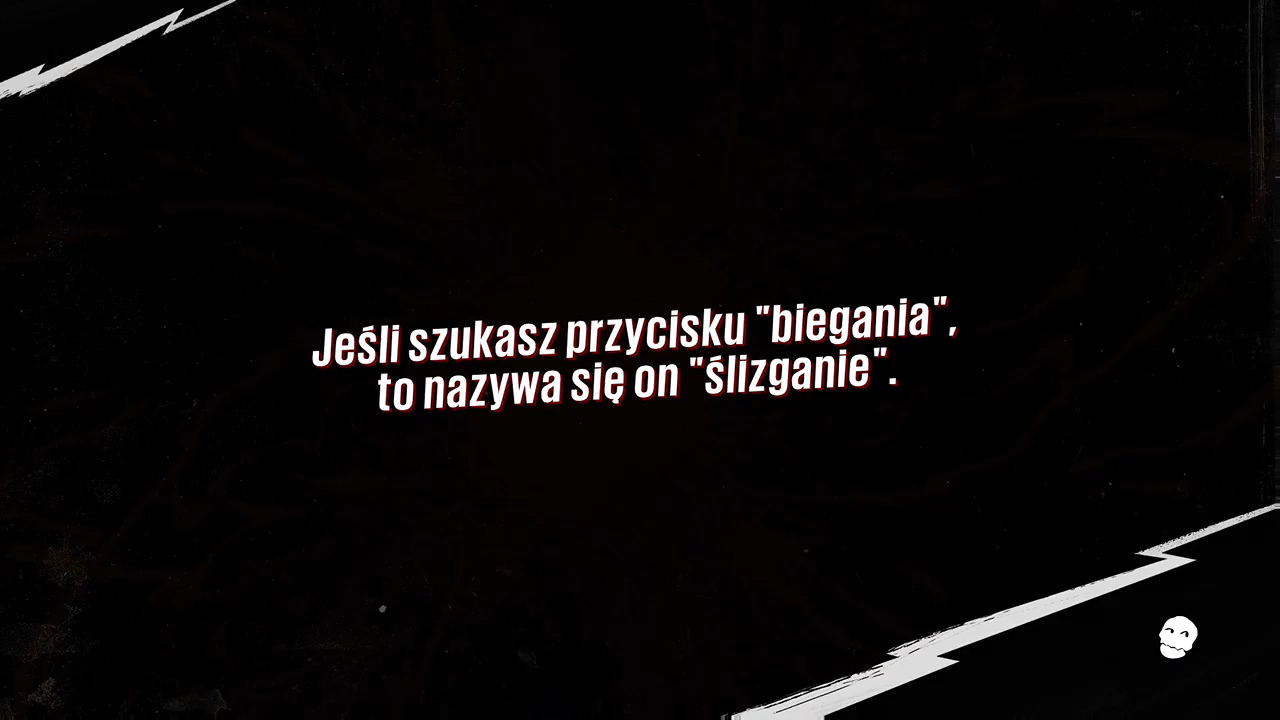 Jeśli szukasz przycisku "biegania",
to nazywa się on "ślizganie".